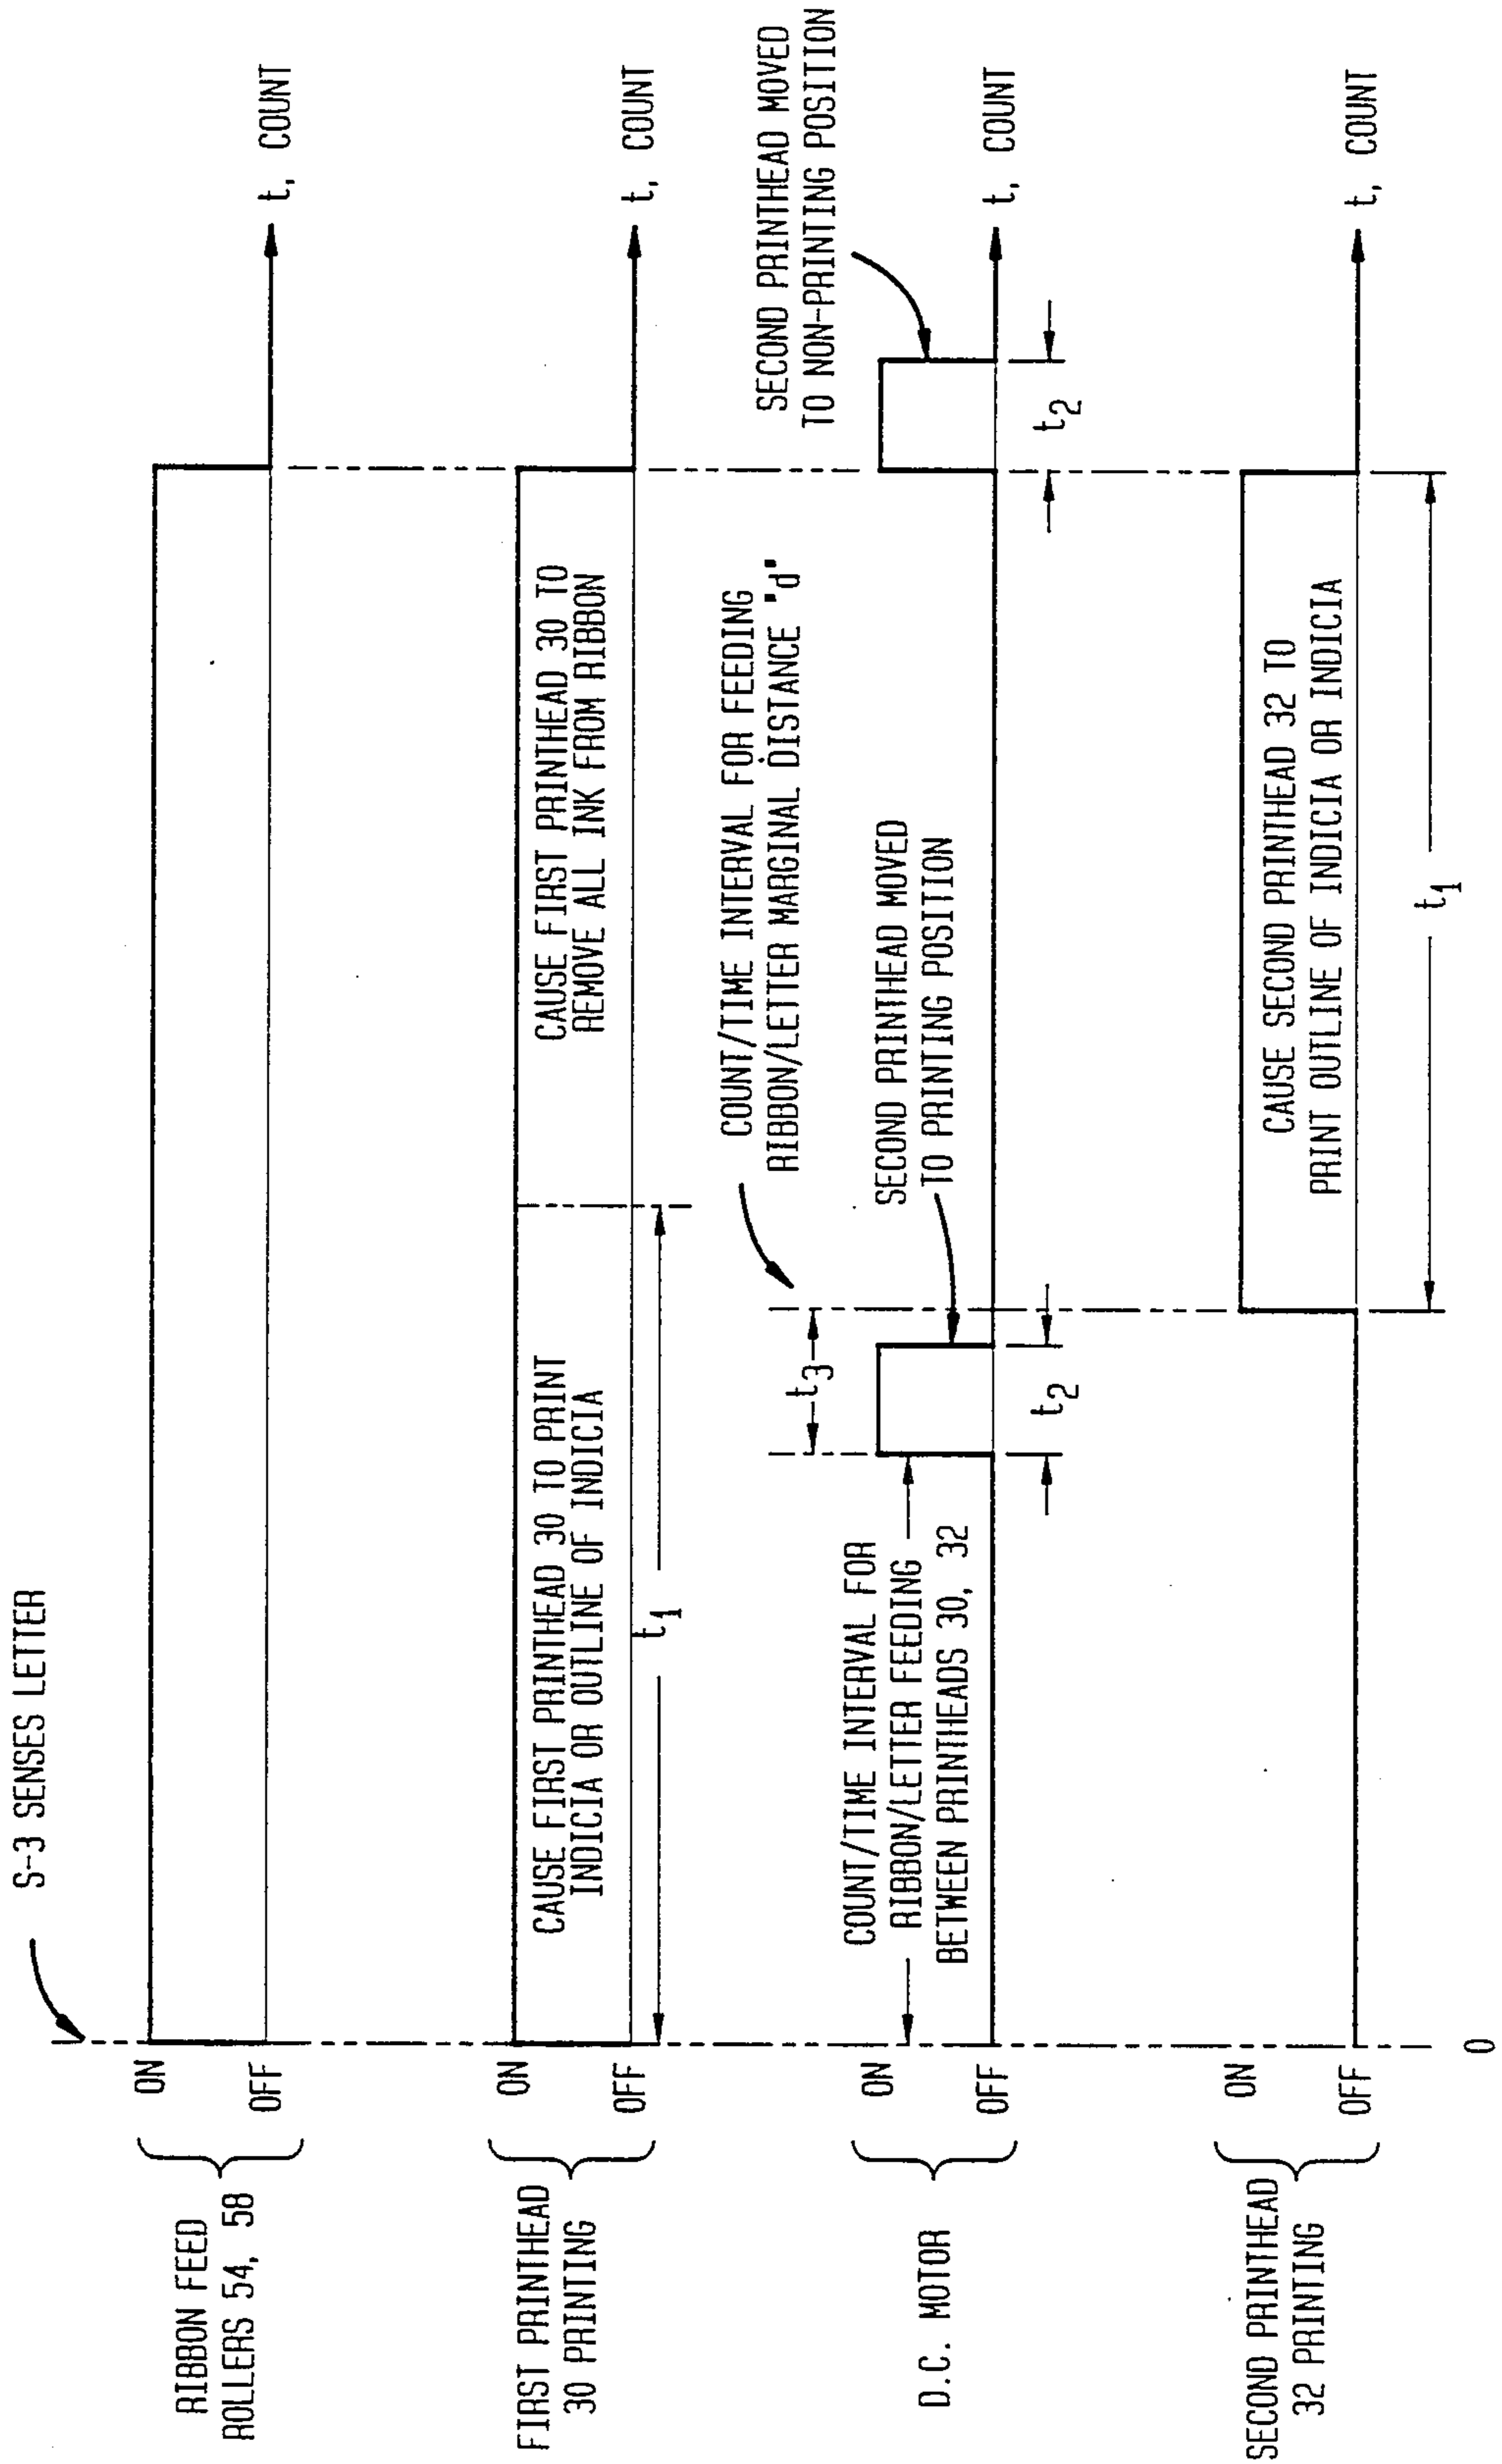 S-3 SENSES LETTER
RIBBON FEED
ROLLERS 54, 58
ON
OFF
t, COUNT
FIRST PRINTHEAD
30 PRINTING
ON
OFF
CAUSE FIRST PRINTHEAD 30 TO PRINT
INDICIA OR OUTLINE OF INDICIA
CAUSE FIRST PRINTHEAD 30 TO
REMOVE ALL INK FROM RIBBON
t, COUNT
t1
COUNT/TIME INTERVAL FOR FEEDING
RIBBON/LETTER MARGINAL DISTANCE "d"
SECOND PRINTHEAD MOVED
TO NON-PRINTING POSITION
t3
D.C. MOTOR
ON
OFF
COUNT/TIME INTERVAL FOR
RIBBON/LETTER FEEDING
BETWEEN PRINTHEADS 30, 32
SECOND PRINTHEAD MOVED
TO PRINTING POSITION
t, COUNT
t2
t2
SECOND PRINTHEAD
32 PRINTING
ON
OFF
CAUSE SECOND PRINTHEAD 32 TO
PRINT OUTLINE OF INDICIA OR INDICIA
t, COUNT
t1
0